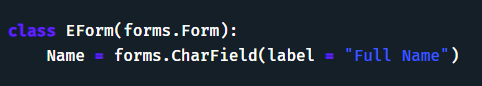 class EForm(forms.Form):
    Name = forms.CharField(label = "Full Name")